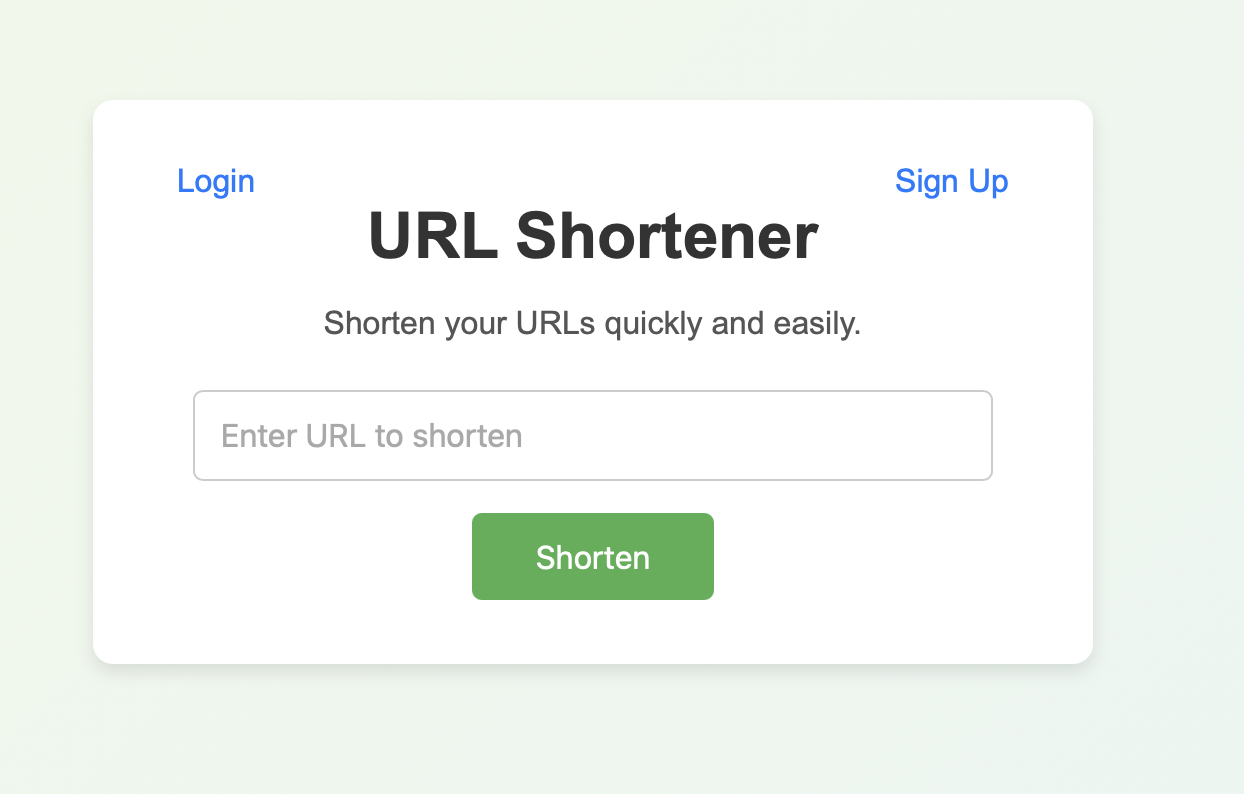 Login
Sign Up
URL Shortener
Shorten your URLs quickly and easily.
Enter URL to shorten
Shorten